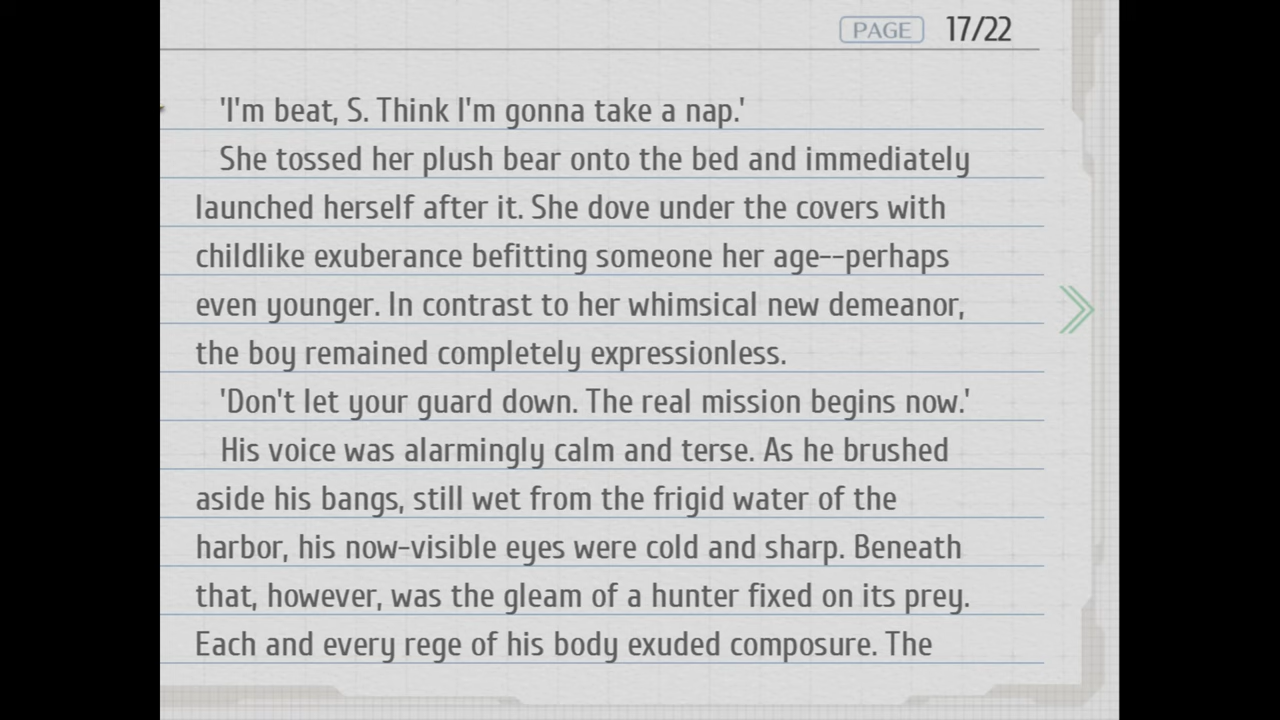 PAGE 17/22
'I'm beat, S. Think I'm gonna take a nap.'
She tossed her plush bear onto the bed and immediately
launched herself after it. She dove under the covers with
childlike exuberance befitting someone her age--perhaps
even younger. In contrast to her whimsical new demeanor,
the boy remained completely expressionless.
'Don't let your guard down. The real mission begins now.'
His voice was alarmingly calm and terse. As he brushed
aside his bangs, still wet from the frigid water of the
harbor, his now-visible eyes were cold and sharp. Beneath
that, however, was the gleam of a hunter fixed on its prey.
Each and every rege of his body exuded composure. The